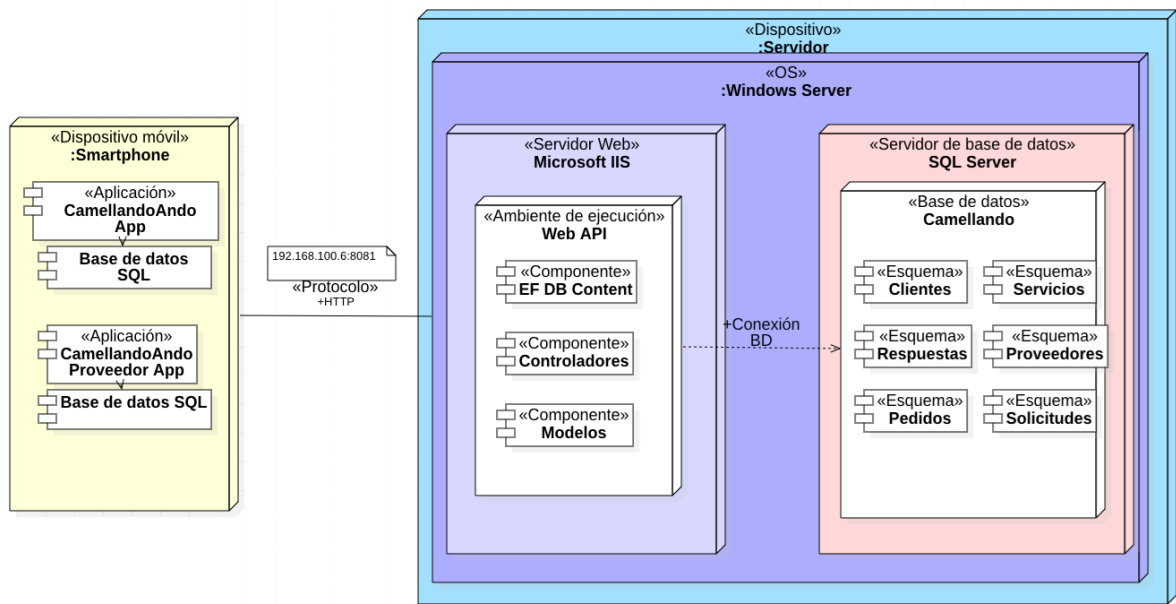 «Dispositivo»
:Servidor
«OS»
:Windows Server
«Dispositivo móvil»
:Smartphone
«Aplicación»
CamellandoAndo
App
Base de datos
SQL
«Aplicación»
CamellandoAndo
Proveedor App
Base de datos SQL
192.168.100.6:8081
«Protocolo»
+HTTP
«Servidor Web»
Microsoft IIS
«Ambiente de ejecución»
Web API
«Componente»
EF DB Content
«Componente»
Controladores
«Componente»
Modelos
+Conexión
BD
«Servidor de base de datos»
SQL Server
«Base de datos»
Camellando
«Esquema»
Clientes
«Esquema»
Servicios
«Esquema»
Respuestas
«Esquema»
Proveedores
«Esquema»
Pedidos
«Esquema»
Solicitudes